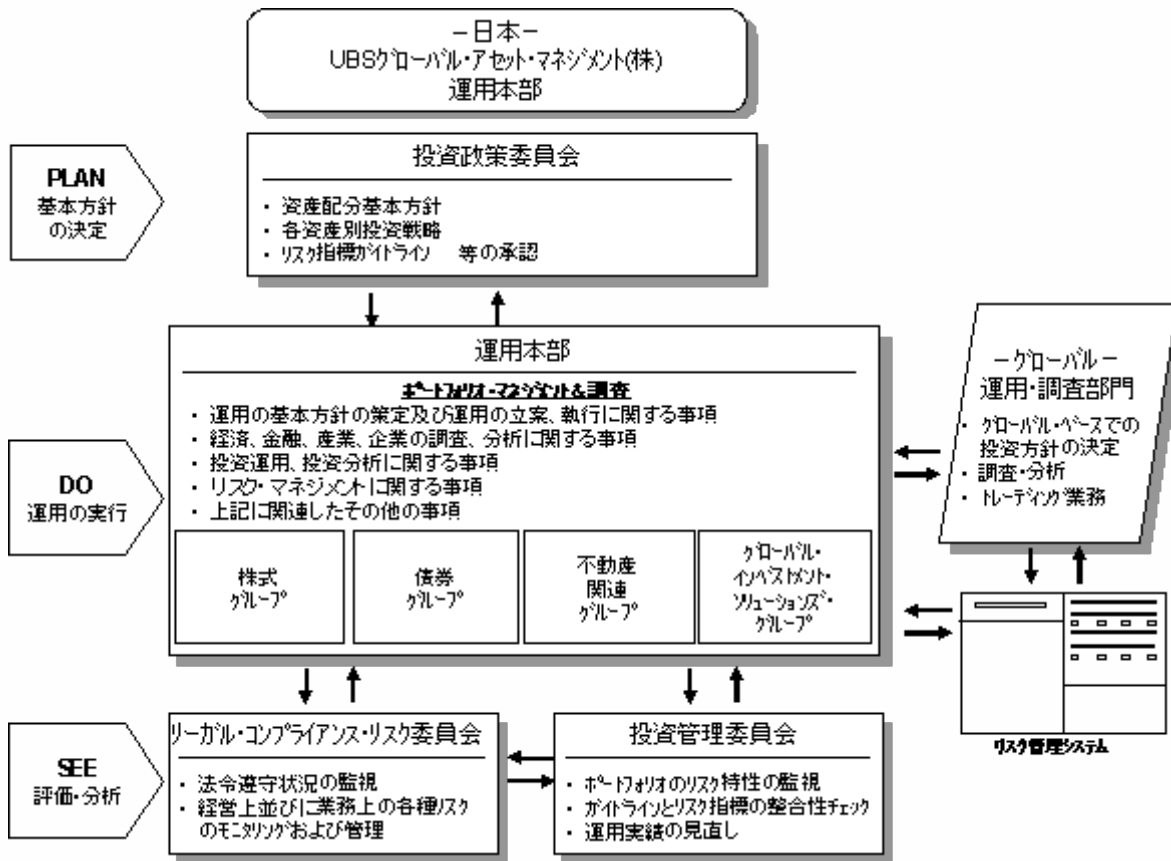 －日本－
UBSｸﾞﾛｰﾊﾞﾙ・ｱｾｯﾄ・ﾏﾈｼﾞﾒﾝﾄ(株)
運用本部
PLAN
基本方針
の決定
投資政策委員会
・ 資産配分基本方針
・ 各資産別投資戦略
・ ﾘｽｸ指標ｶﾞｲﾄﾞﾗｲﾝ 等の承認
DO
運用の実行
運用本部
ﾎﾟｰﾄﾌｫﾘｵ・ﾏﾈｼﾞﾒﾝﾄ&調査
・ 運用の基本方針の策定及び運用の立案、執行に関する事項
・ 経済、金融、産業、企業の調査、分析に関する事項
・ 投資運用、投資分析に関する事項
・ リスク・マネジメントに関する事項
・ 上記に関連したその他の事項
株式
ｸﾞﾙｰﾌﾟ
債券
ｸﾞﾙｰﾌﾟ
不動産
関連
ｸﾞﾙｰﾌﾟ
ｸﾞﾛｰﾊﾞﾙ・
ｲﾝﾍﾞｽﾄﾒﾝﾄ・
ｿﾘｭｰｼｮﾝｽﾞ・
ｸﾞﾙｰﾌﾟ
－グローバル－
運用・調査部門
・ ｸﾞﾛｰﾊﾞﾙ・ﾍﾞｰｽでの
投資方針の決定
・ 調査・分析
・ ﾄﾚｰﾃﾞｨﾝｸﾞ業務
ﾘｽｸ管理ｼｽﾃﾑ
SEE
評価・分析
リーガル・コンプライアンス・リスク委員会
・ 法令遵守状況の監視
・ 経営上並びに業務上の各種ﾘｽｸ
のﾓﾆﾀﾘﾝｸﾞおよび管理
投資管理委員会
・ ﾎﾟｰﾄﾌｫﾘｵのリスク特性の監視
・ ガイドラインとリスク指標の整合性チェック
・ 運用実績の見直し